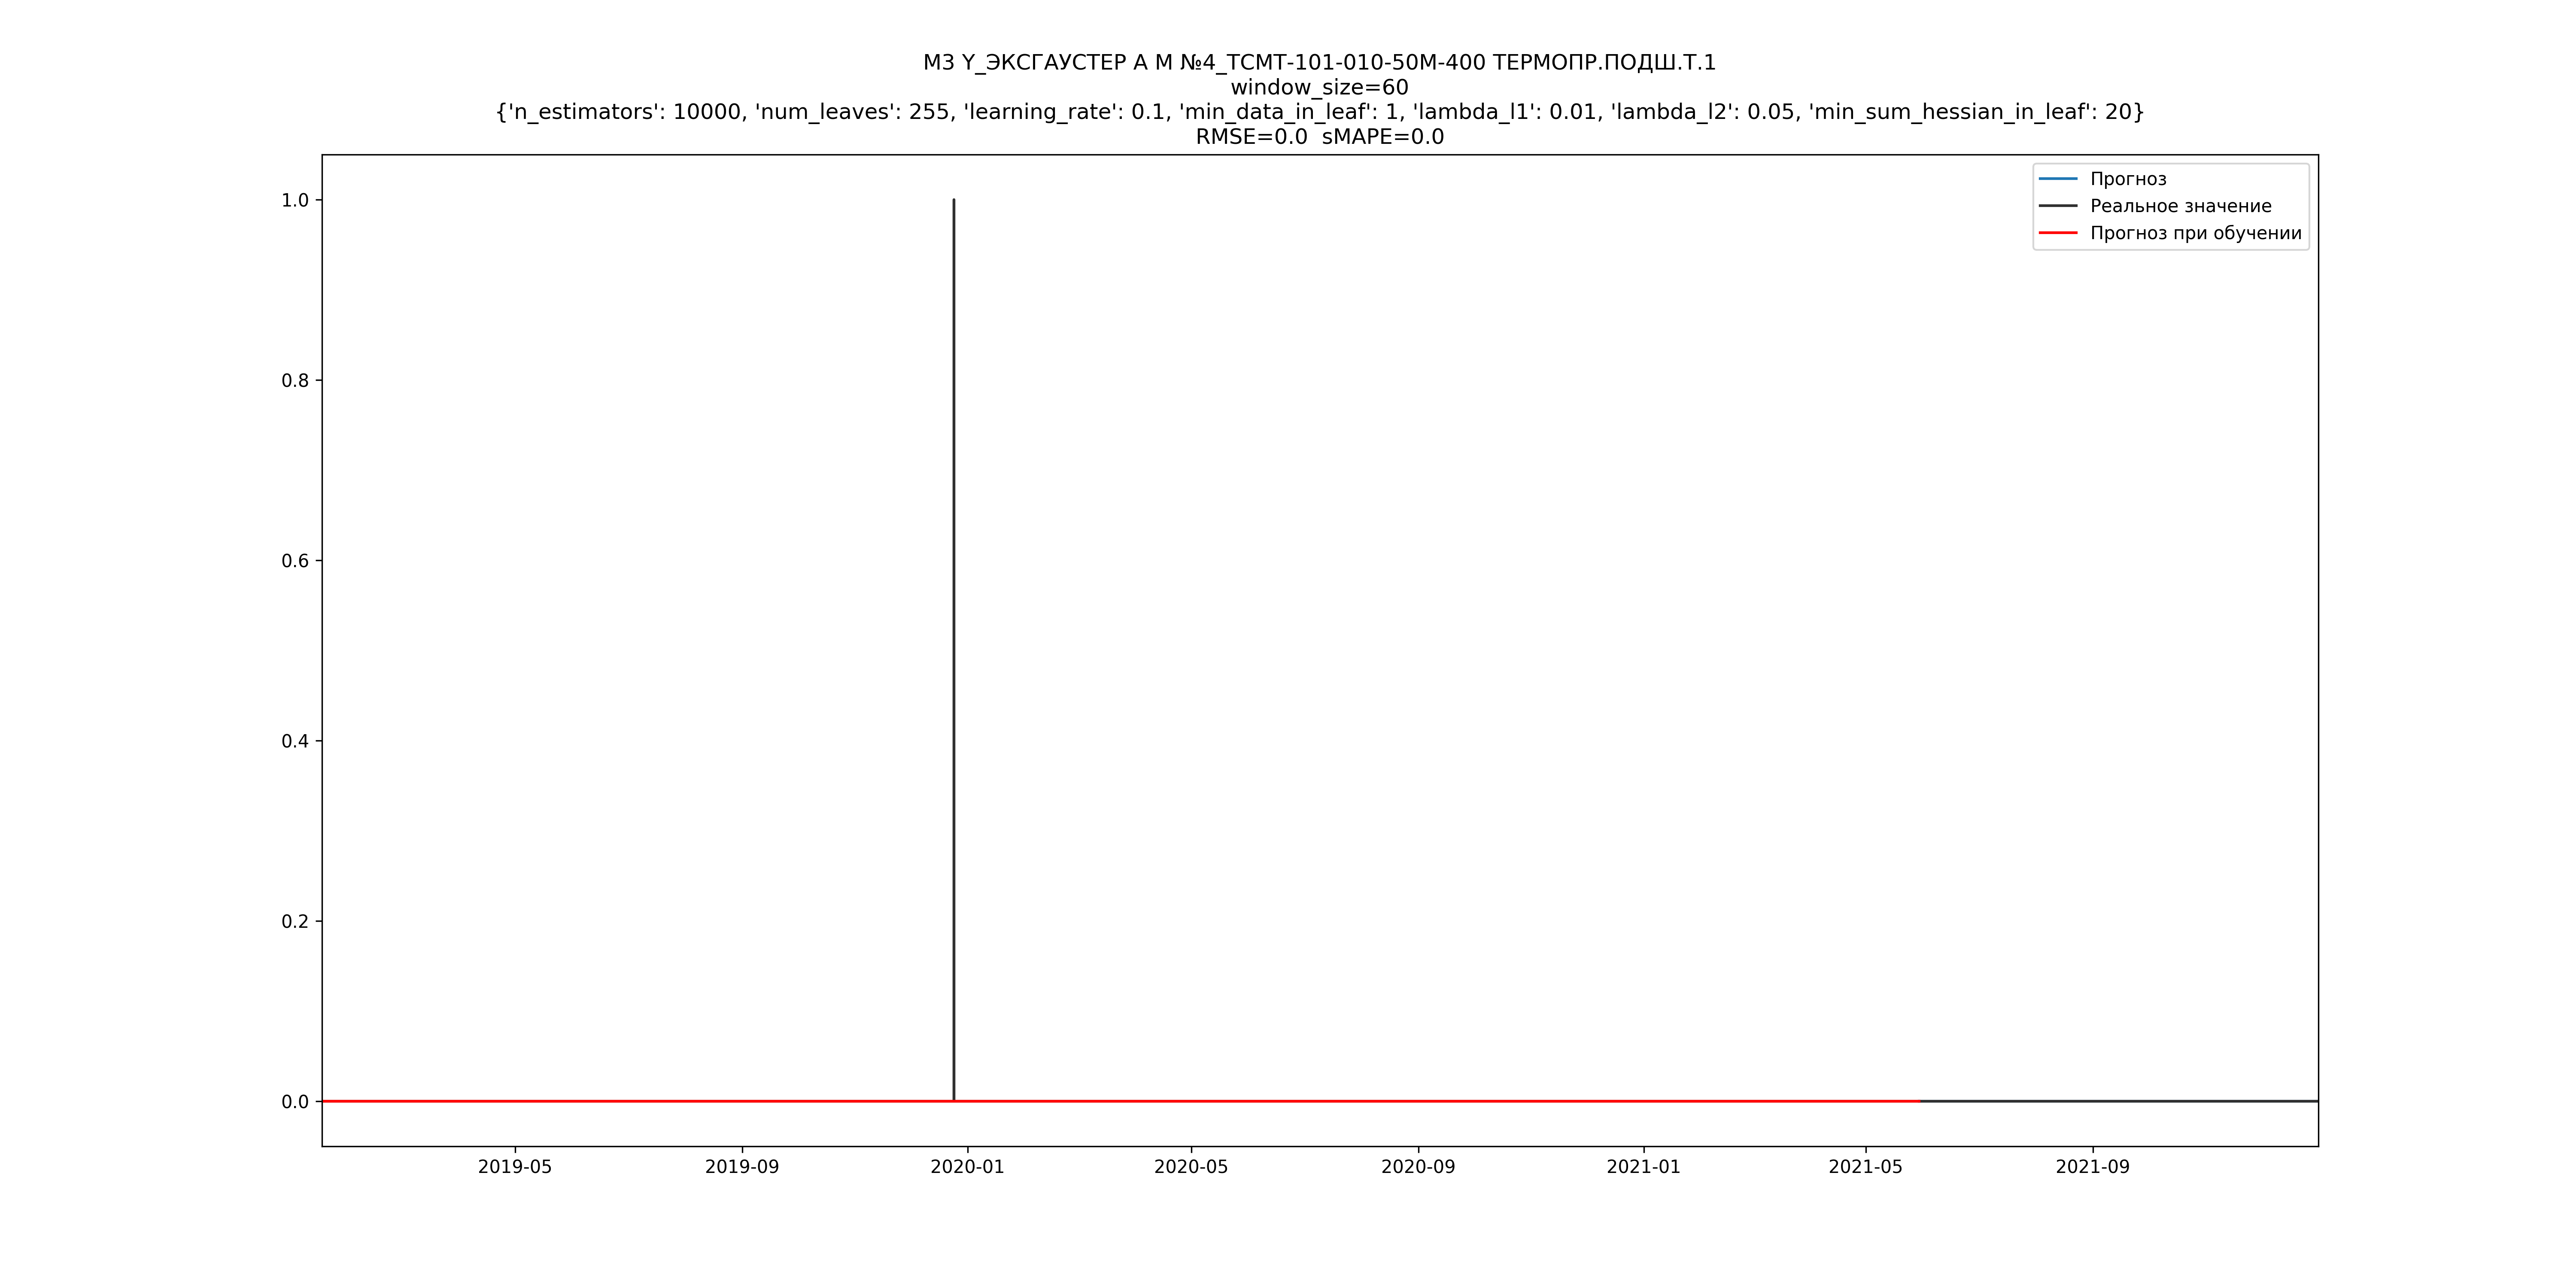 М3 Y_ЭКСГАУСТЕР А М №4_ТСМТ-101-010-50М-400 ТЕРМОПР.ПОДШ.Т.1
window_size=60
{'n_estimators': 10000, 'num_leaves': 255, 'learning_rate': 0.1, 'min_data_in_leaf': 1, 'lambda_l1': 0.01, 'lambda_l2': 0.05, 'min_sum_hessian_in_leaf': 20}
RMSE=0.0  sMAPE=0.0
Прогноз
Реальное значение
Прогноз при обучении
1.0
0.8
0.6
0.4
0.2
0.0
2019-05
2019-09
2020-01
2020-05
2020-09
2021-01
2021-05
2021-09